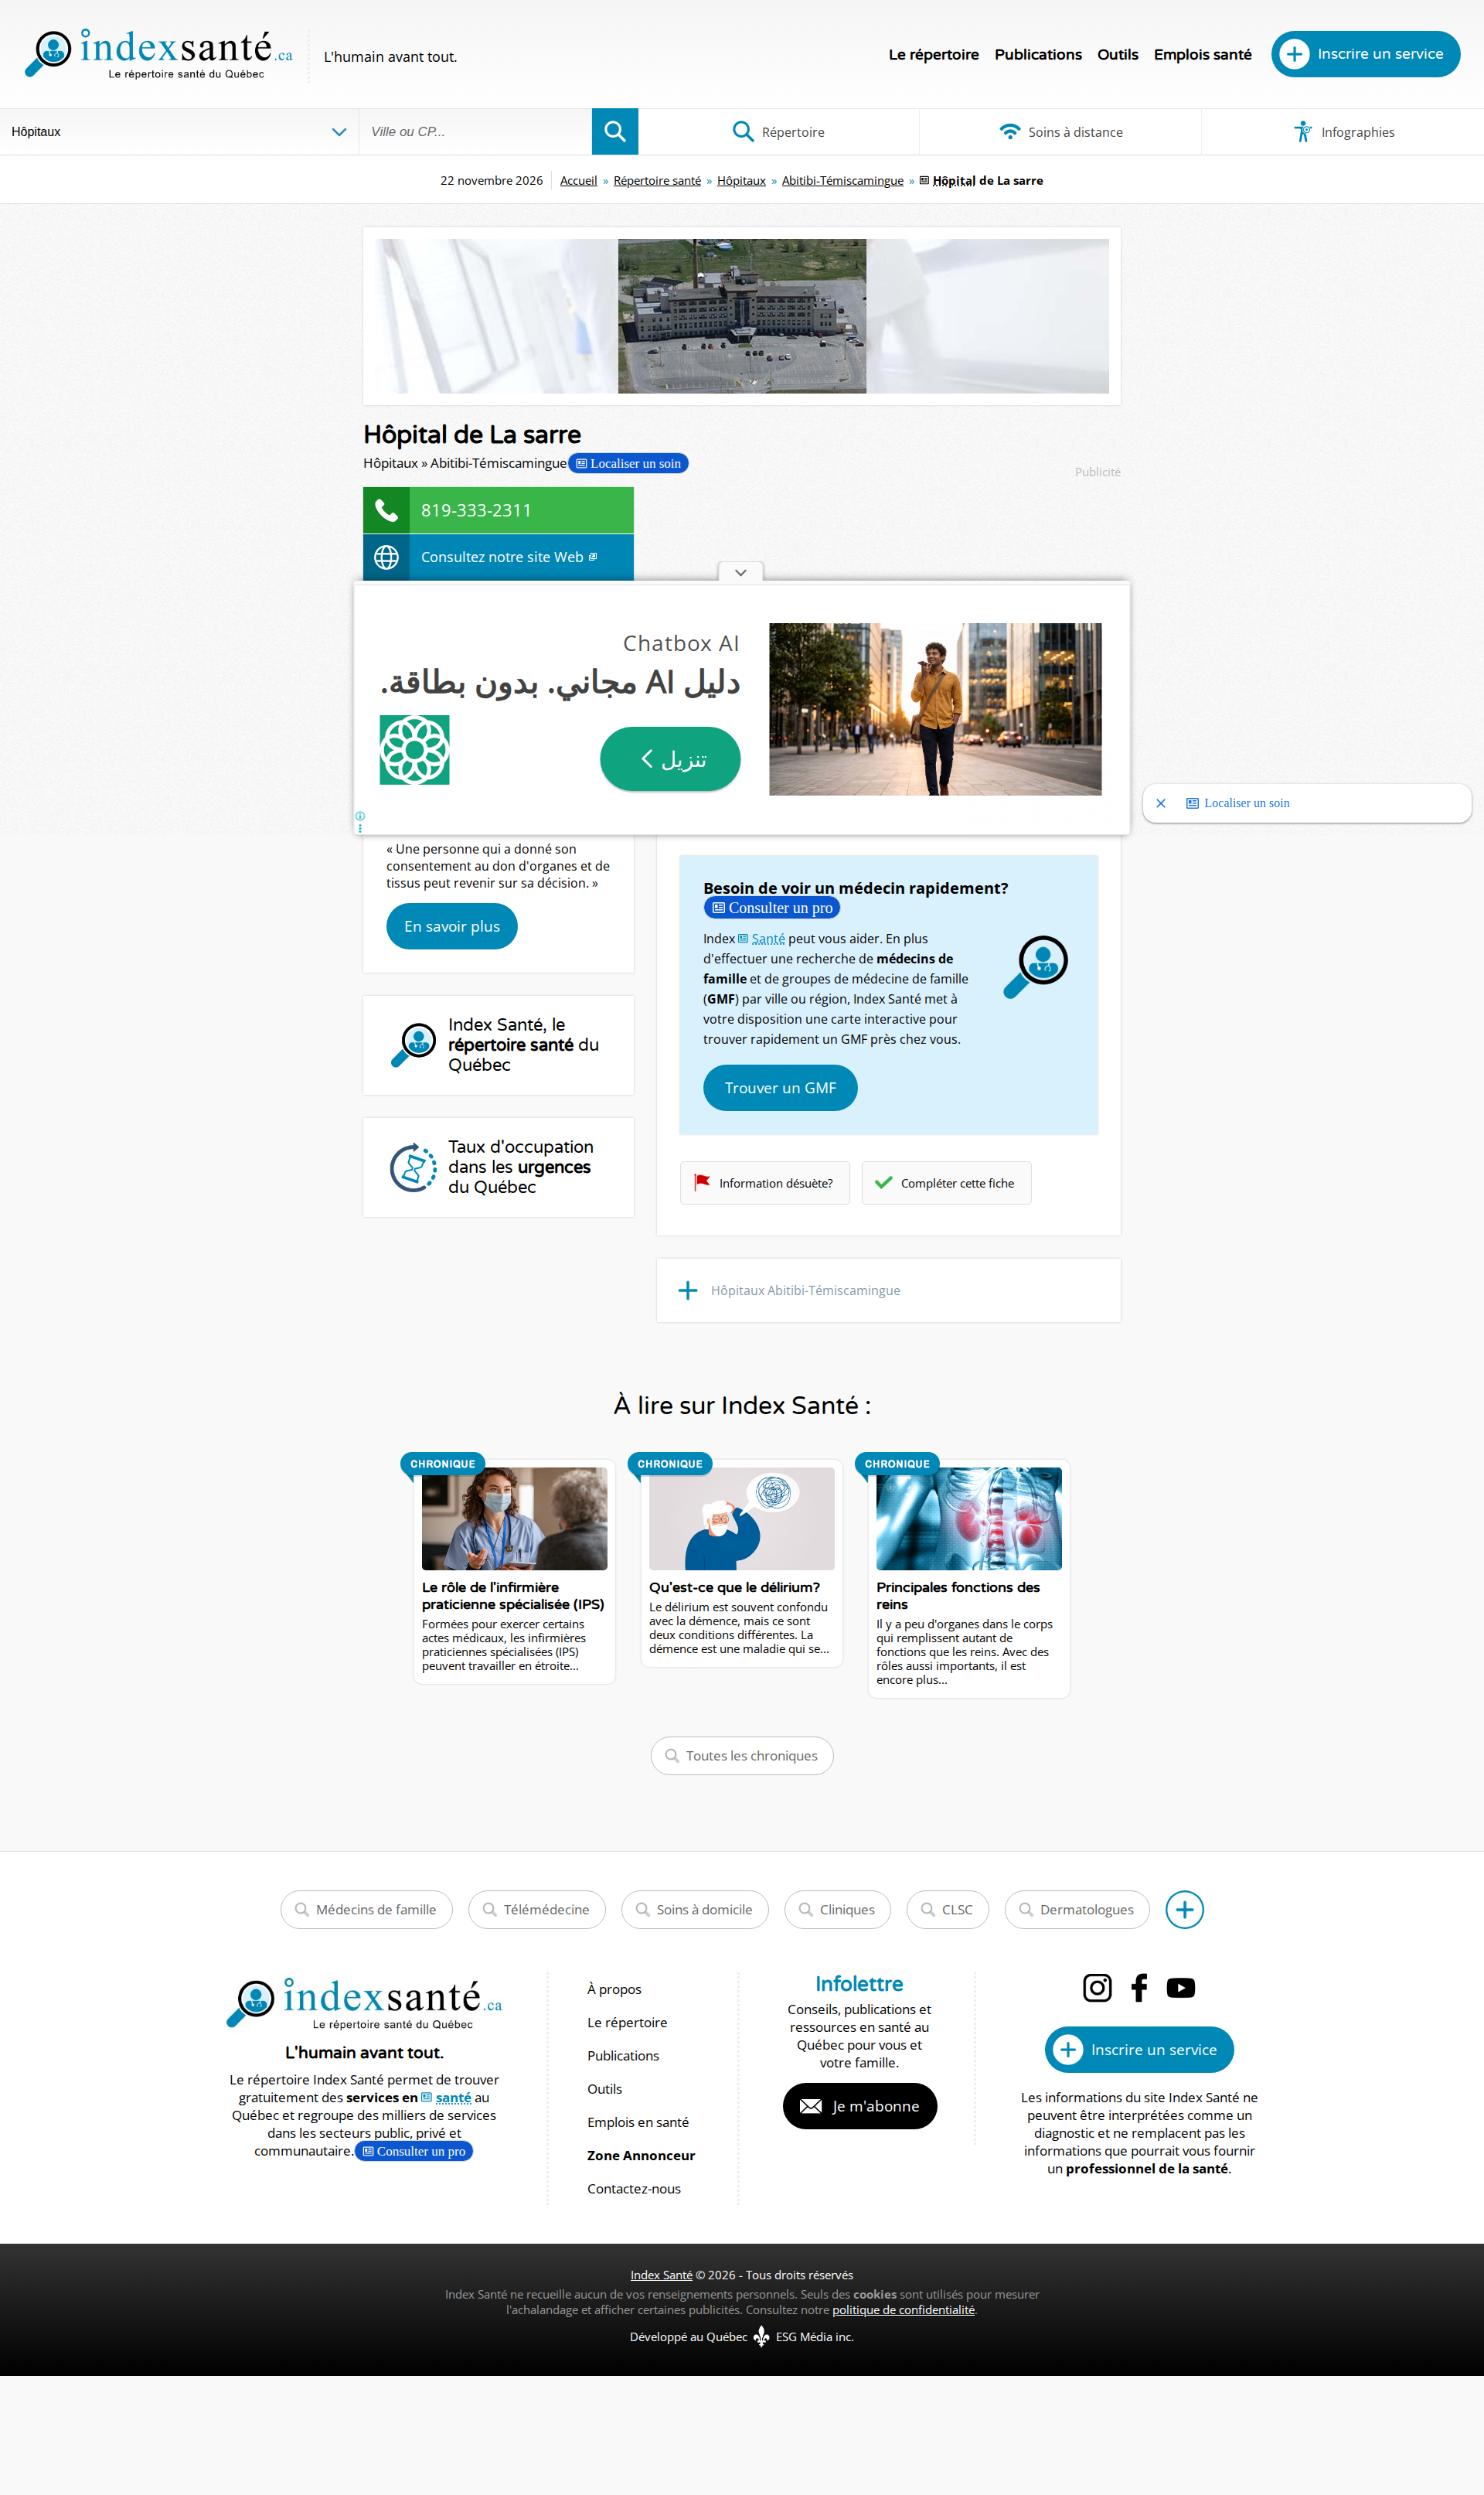 indexsanté.ca
Le répertoire santé du Québec
L'humain avant tout.
Le répertoire
Publications
Outils
Emplois santé
Inscrire un service
Hôpitaux
Ville ou CP...
Répertoire
Soins à distance
Infographies
22 novembre 2026
Accueil » Répertoire santé » Hôpitaux » Abitibi-Témiscamingue » Hôpital de La sarre
Hôpital de La sarre
Hôpitaux » Abitibi-Témiscamingue
Localiser un soin
Publicité
819-333-2311
Consultez notre site Web
Chatbox AI
دليل AI مجاني. بدون بطاقة.
تنزيل
Localiser un soin
« Une personne qui a donné son
consentement au don d'organes et de
tissus peut revenir sur sa décision. »
En savoir plus
Index Santé, le
répertoire santé du
Québec
Taux d'occupation
dans les urgences
du Québec
Besoin de voir un médecin rapidement?
Consulter un pro
Index Santé peut vous aider. En plus
d'effectuer une recherche de médecins de
famille et de groupes de médecine de famille
(GMF) par ville ou région, Index Santé met à
votre disposition une carte interactive pour
trouver rapidement un GMF près chez vous.
Trouver un GMF
Information désuète?
Compléter cette fiche
Hôpitaux Abitibi-Témiscamingue
À lire sur Index Santé :
CHRONIQUE
Le rôle de l'infirmière
praticienne spécialisée (IPS)
Formées pour exercer certains
actes médicaux, les infirmières
praticiennes spécialisées (IPS)
peuvent travailler en étroite...
CHRONIQUE
Qu'est-ce que le délirium?
Le délirium est souvent confondu
avec la démence, mais ce sont
deux conditions différentes. La
démence est une maladie qui se...
CHRONIQUE
Principales fonctions des
reins
Il y a peu d'organes dans le corps
qui remplissent autant de
fonctions que les reins. Avec des
rôles aussi importants, il est
encore plus...
Toutes les chroniques
Médecins de famille
Télémédecine
Soins à domicile
Cliniques
CLSC
Dermatologues
indexsanté.ca
Le répertoire santé du Québec
L'humain avant tout.
Le répertoire Index Santé permet de trouver
gratuitement des services en santé au
Québec et regroupe des milliers de services
dans les secteurs public, privé et
communautaire.
Consulter un pro
À propos
Le répertoire
Publications
Outils
Emplois en santé
Zone Annonceur
Contactez-nous
Infolettre
Conseils, publications et
ressources en santé au
Québec pour vous et
votre famille.
Je m'abonne
Inscrire un service
Les informations du site Index Santé ne
peuvent être interprétées comme un
diagnostic et ne remplacent pas les
informations que pourrait vous fournir
un professionnel de la santé.
Index Santé © 2026 - Tous droits réservés
Index Santé ne recueille aucun de vos renseignements personnels. Seuls des cookies sont utilisés pour mesurer
l'achalandage et afficher certaines publicités. Consultez notre politique de confidentialité.
Développé au Québec ESG Média inc.